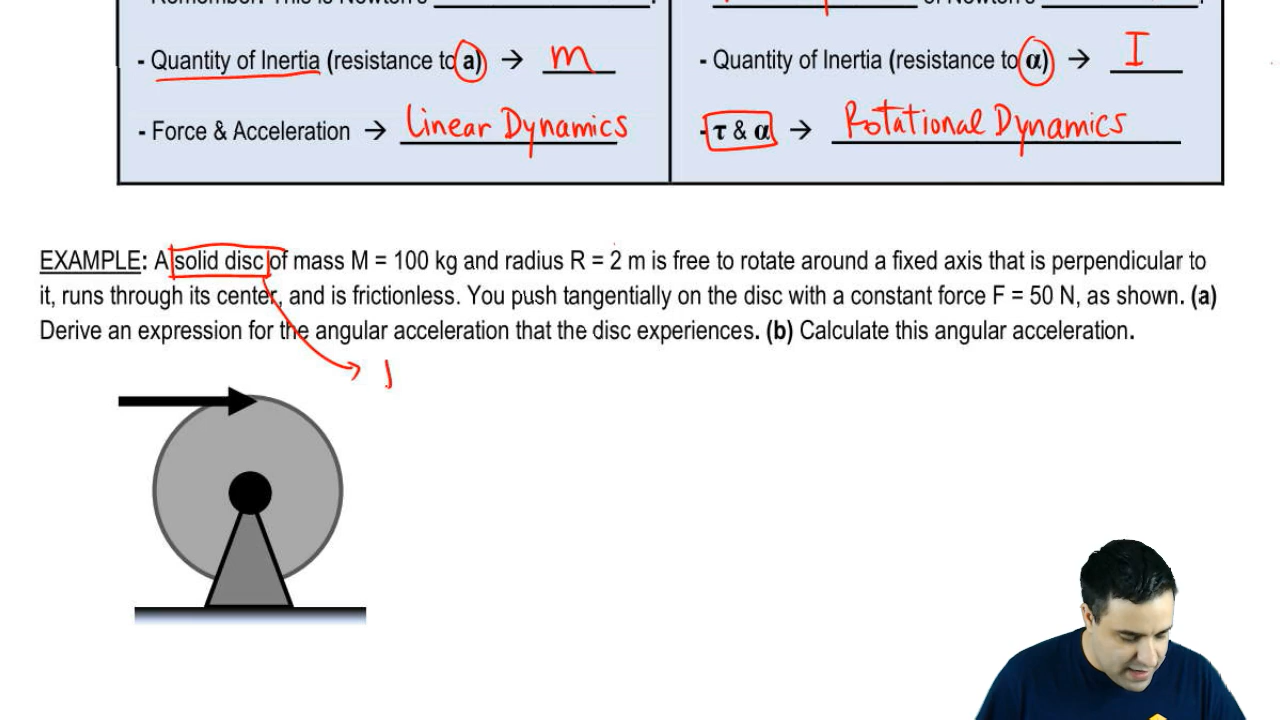 - Quantity of Inertia (resistance to a) → m
- Quantity of Inertia (resistance to α) → I
- Force & Acceleration → Linear Dynamics
- τ & α → Rotational Dynamics
EXAMPLE: A solid disc of mass M = 100 kg and radius R = 2 m is free to rotate around a fixed axis that is perpendicular to
it, runs through its center, and is frictionless. You push tangentially on the disc with a constant force F = 50 N, as shown. (a)
Derive an expression for the angular acceleration that the disc experiences. (b) Calculate this angular acceleration.